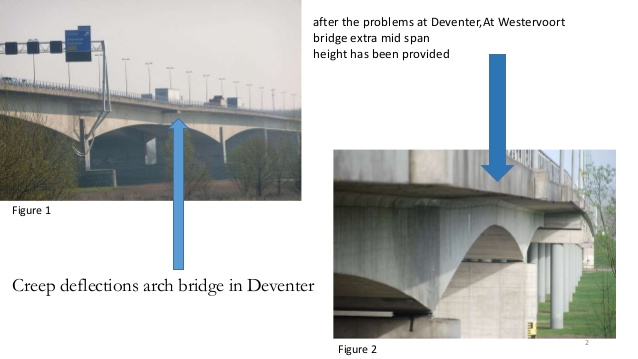 after the problems at Deventer,At Westervoort
bridge extra mid span
height has been provided
Figure 1
Creep deflections arch bridge in Deventer
Figure 2
2